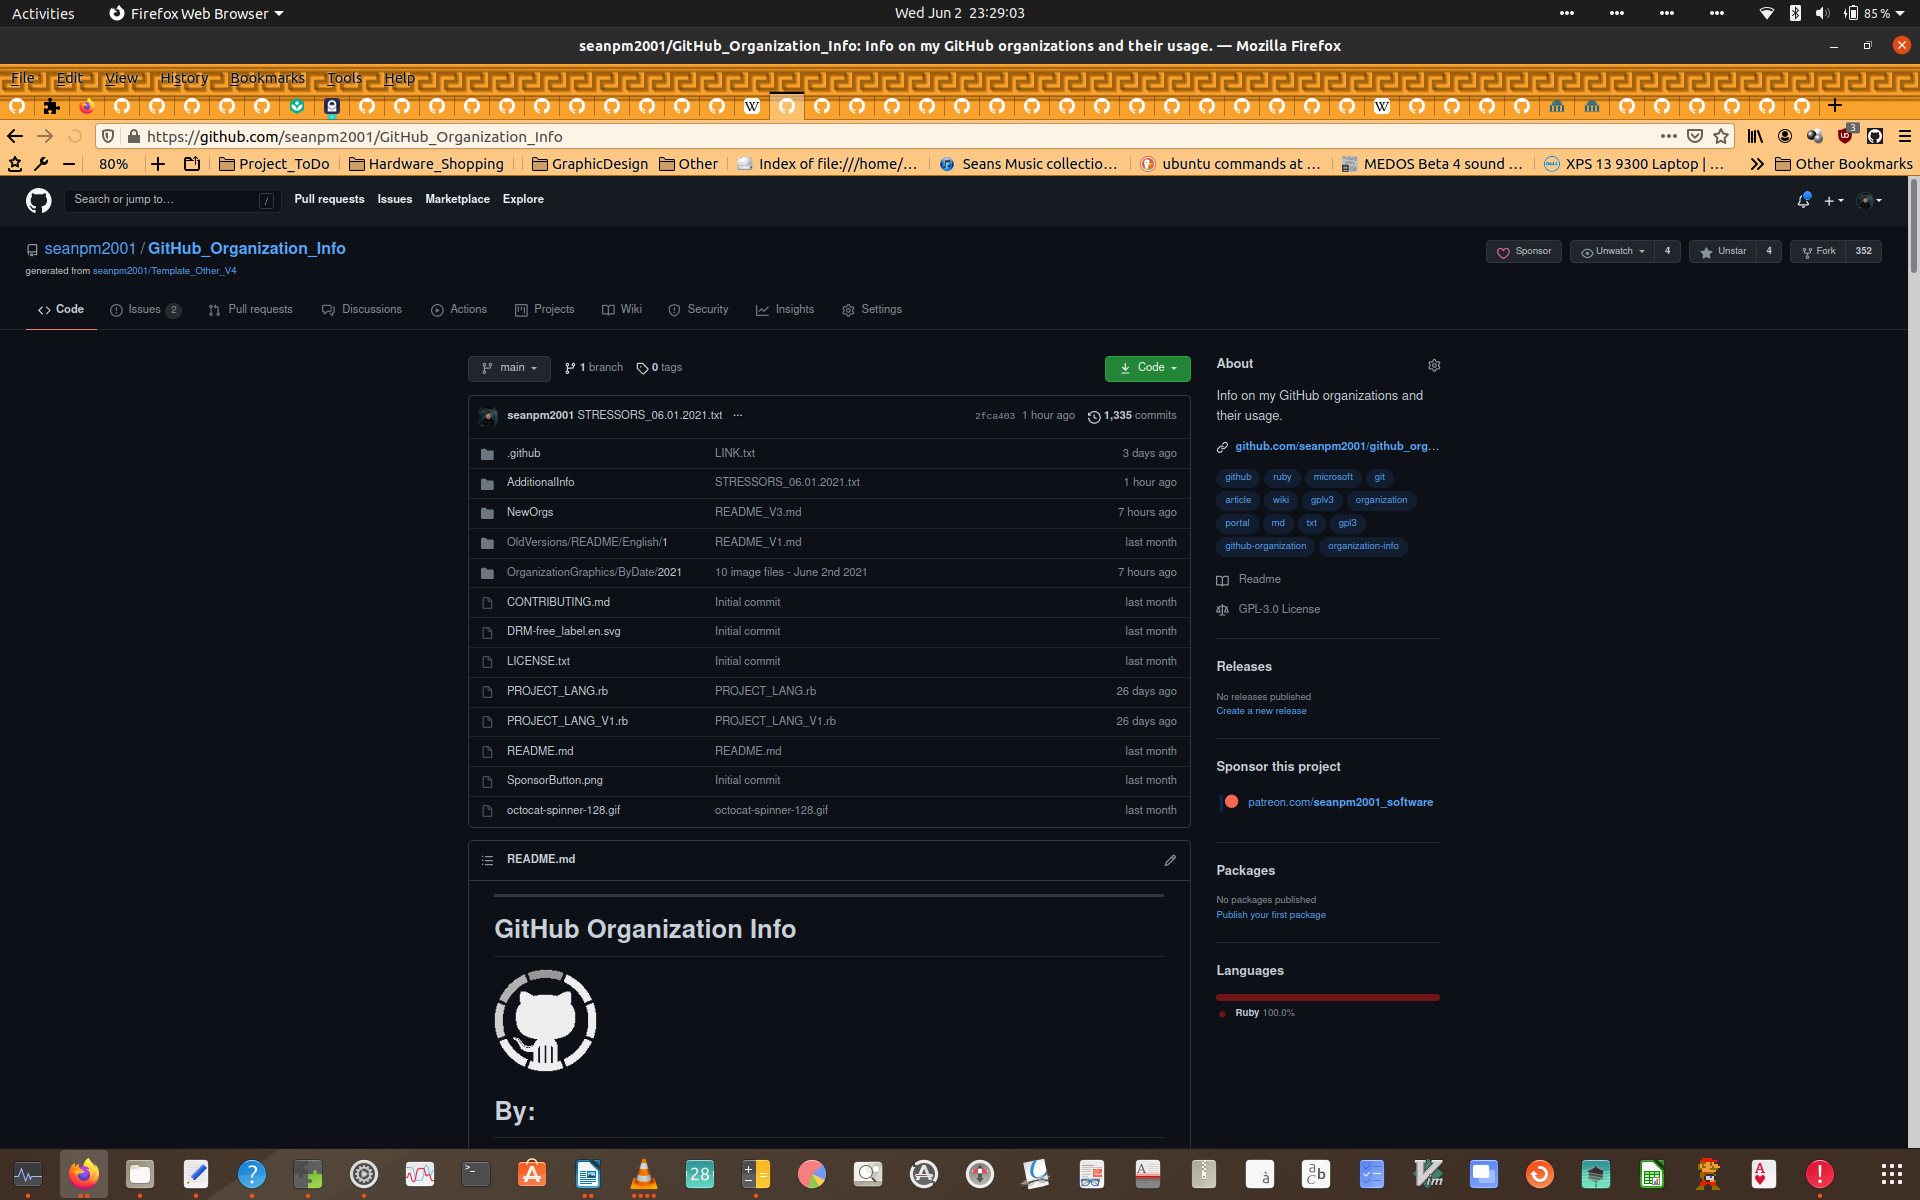 Activities
Firefox Web Browser
Wed Jun 2 23:29:03
85 %
seanpm2001/GitHub_Organization_Info: Info on my GitHub organizations and their usage. — Mozilla Firefox
File Edit View History Bookmarks Tools Help
https://github.com/seanpm2001/GitHub_Organization_Info
3
80%
Project_ToDo
Hardware_Shopping
GraphicDesign
Other
Index of file:///home/…
Seans Music collectio…
ubuntu commands at …
MEDOS Beta 4 sound …
XPS 13 9300 Laptop | …
Other Bookmarks
Search or jump to…
/
Pull requests
Issues
Marketplace
Explore
seanpm2001 / GitHub_Organization_Info
generated from seanpm2001/Template_Other_V4
Sponsor
Unwatch 4
Unstar 4
Fork 352
Code
Issues 2
Pull requests
Discussions
Actions
Projects
Wiki
Security
Insights
Settings
main
1 branch
0 tags
Code
seanpm2001 STRESSORS_06.01.2021.txt ... 2fca403 1 hour ago 1,335 commits
.github LINK.txt 3 days ago
AdditionalInfo STRESSORS_06.01.2021.txt 1 hour ago
NewOrgs README_V3.md 7 hours ago
OldVersions/README/English/1 README_V1.md last month
OrganizationGraphics/ByDate/2021 10 image files - June 2nd 2021 7 hours ago
CONTRIBUTING.md Initial commit last month
DRM-free_label.en.svg Initial commit last month
LICENSE.txt Initial commit last month
PROJECT_LANG.rb PROJECT_LANG.rb 26 days ago
PROJECT_LANG_V1.rb PROJECT_LANG_V1.rb 26 days ago
README.md README.md last month
SponsorButton.png Initial commit last month
octocat-spinner-128.gif octocat-spinner-128.gif last month
README.md
GitHub Organization Info
By:
About
Info on my GitHub organizations and
their usage.
github.com/seanpm2001/github_org…
github ruby microsoft git
article wiki gplv3 organization
portal md txt gpl3
github-organization organization-info
Readme
GPL-3.0 License
Releases
No releases published
Create a new release
Sponsor this project
patreon.com/seanpm2001_software
Packages
No packages published
Publish your first package
Languages
Ruby 100.0%
28